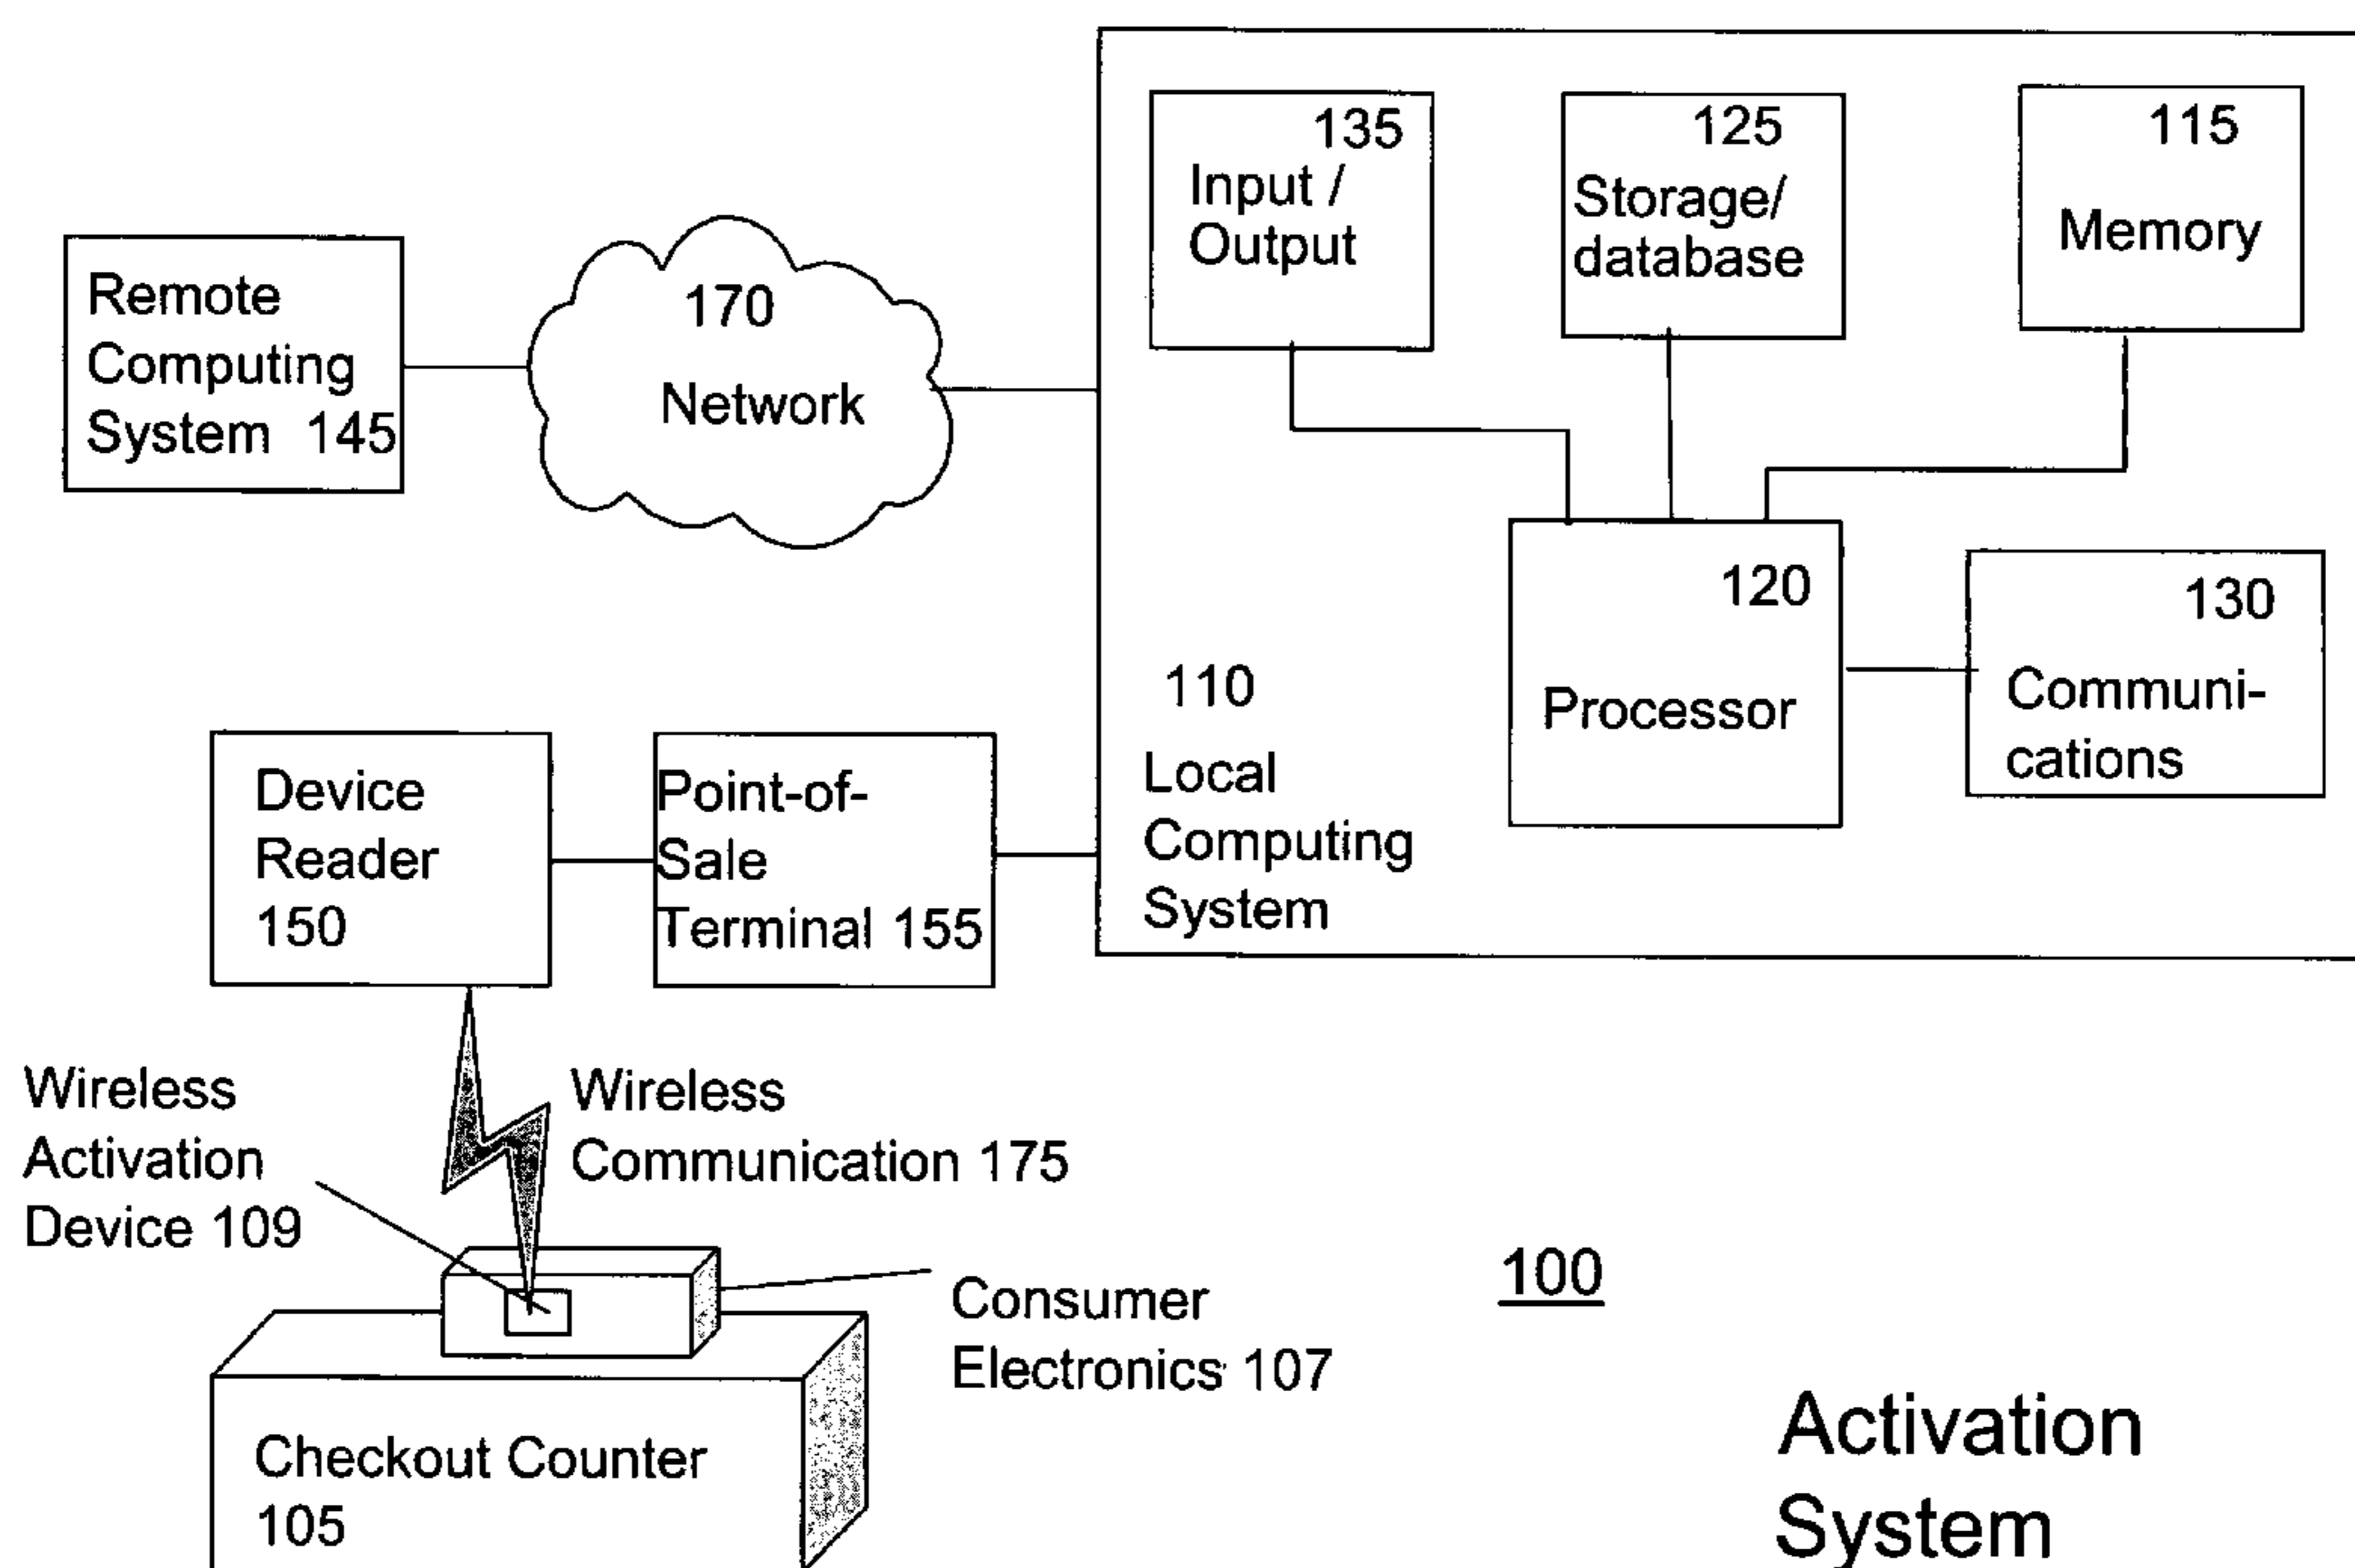 135
Input /
Output
125
Storage/
database
115
Memory
Remote
Computing
System 145
170
Network
120
Processor
130
Communi-
cations
110
Local
Computing
System
Device
Reader
150
Point-of-
Sale
Terminal 155
Wireless
Activation
Device 109
Wireless
Communication 175
Consumer
Electronics 107
Checkout Counter
105
100
Activation
System